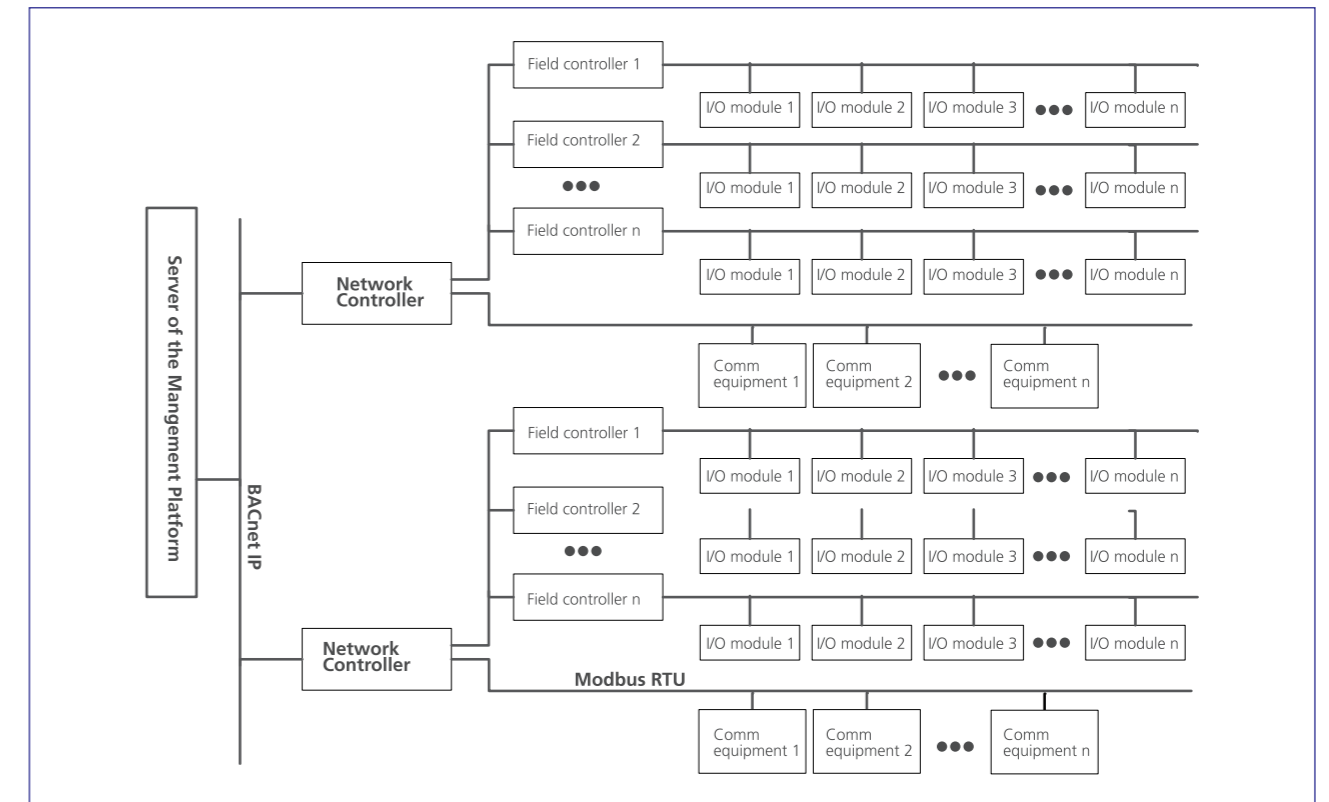 Field controller 1
I/O module 1 I/O module 2 I/O module 3 I/O module n
Field controller 2
I/O module 1 I/O module 2 I/O module 3 I/O module n
Field controller n
I/O module 1 I/O module 2 I/O module 3 I/O module n
Server of the Mangement Platform
Network
Controller
Comm
equipment 1
Comm
equipment 2
Comm
equipment n
BACnet IP
Field controller 1
I/O module 1 I/O module 2 I/O module 3 I/O module n
Field controller 2
I/O module 1 I/O module 2 I/O module 3 I/O module n
Field controller n
I/O module 1 I/O module 2 I/O module 3 I/O module n
Network
Controller
Modbus RTU
Comm
equipment 1
Comm
equipment 2
Comm
equipment n